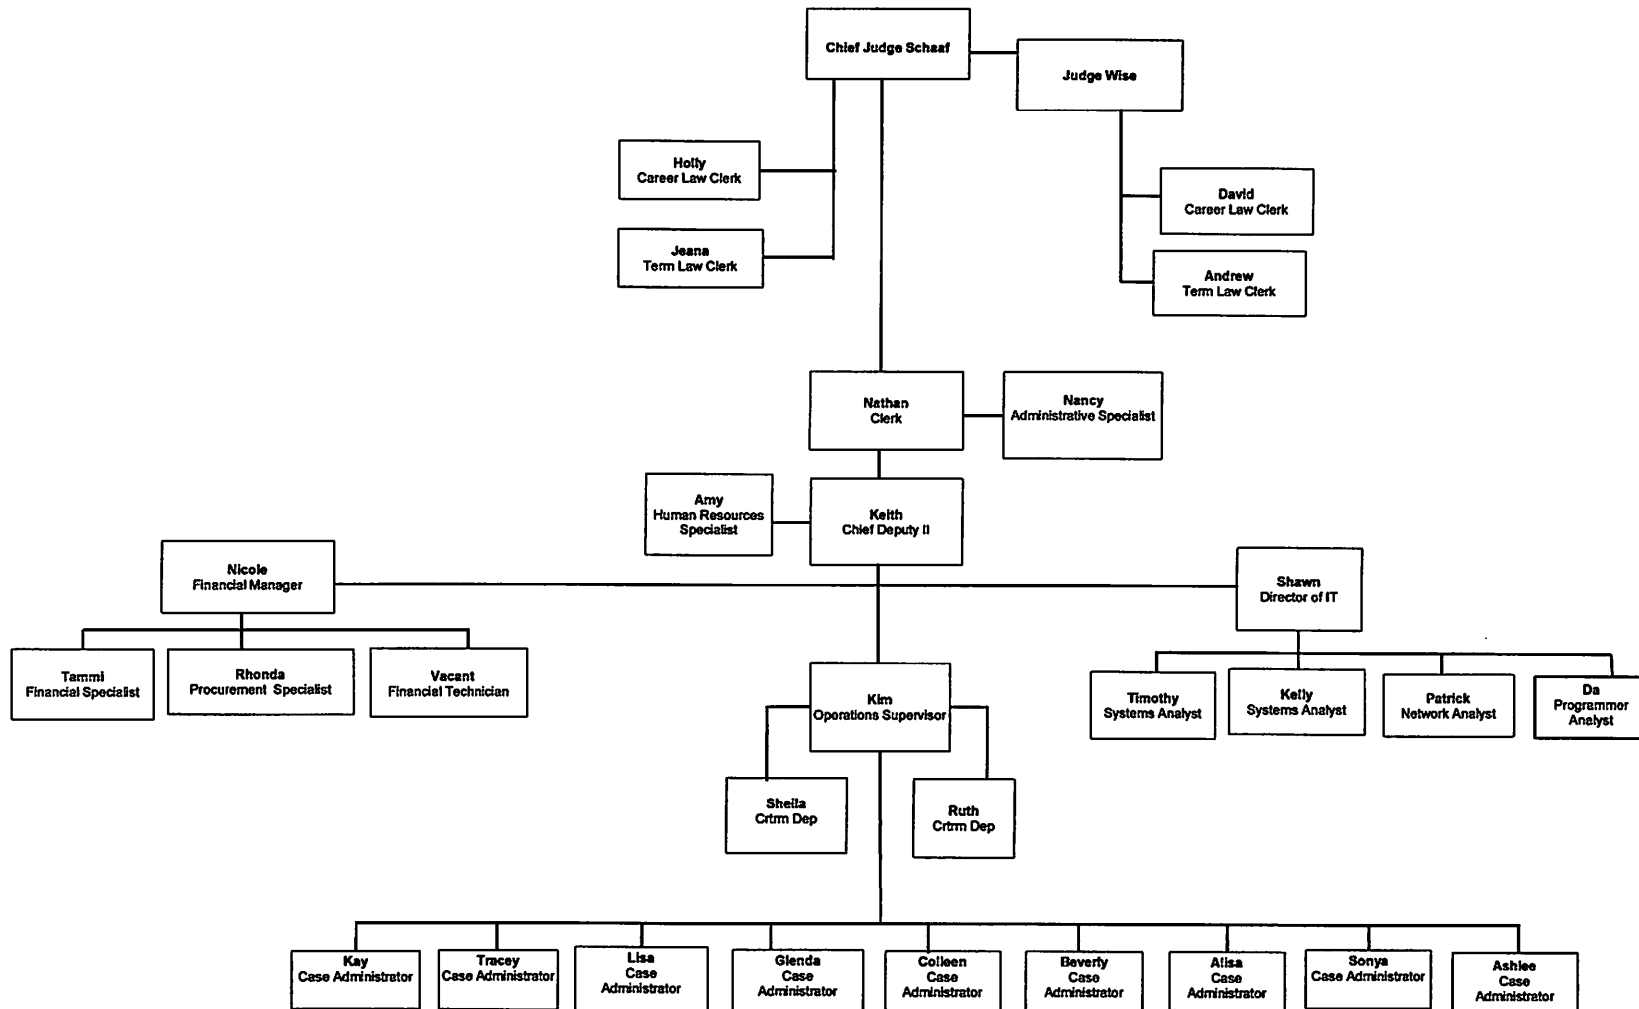 Chief Judge Schaaf
Judge Wise
Holly
Career Law Clerk
David
Career Law Clerk
Jeana
Term Law Clerk
Andrew
Term Law Clerk
Nathan
Clerk
Nancy
Administrative Specialist
Amy
Human Resources
Specialist
Keith
Chief Deputy II
Nicole
Financial Manager
Shawn
Director of IT
Tammi
Financial Specialist
Rhonda
Procurement Specialist
Vacant
Financial Technician
Kim
Operations Supervisor
Timothy
Systems Analyst
Kelly
Systems Analyst
Patrick
Network Analyst
Da
Programmer
Analyst
Sheila
Crtrm Dep
Ruth
Crtrm Dep
Kay
Case Administrator
Tracey
Case Administrator
Lisa
Case
Administrator
Glenda
Case
Administrator
Colleen
Case
Administrator
Beverly
Case
Administrator
Alisa
Case
Administrator
Sonya
Case Administrator
Ashlee
Case
Administrator